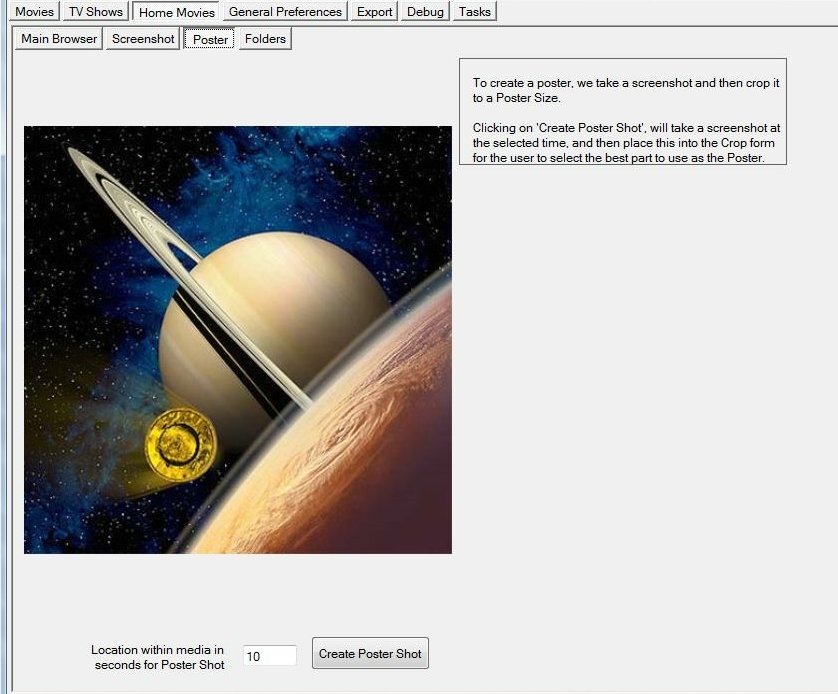 Movies TV Shows Home Movies General Preferences Export Debug Tasks
Main Browser Screenshot Poster Folders
To create a poster, we take a screenshot and then crop it
to a Poster Size.
Clicking on 'Create Poster Shot', will take a screenshot at
the selected time, and then place this into the Crop form
for the user to select the best part to use as the Poster.
Location within media in
seconds for Poster Shot
10
Create Poster Shot